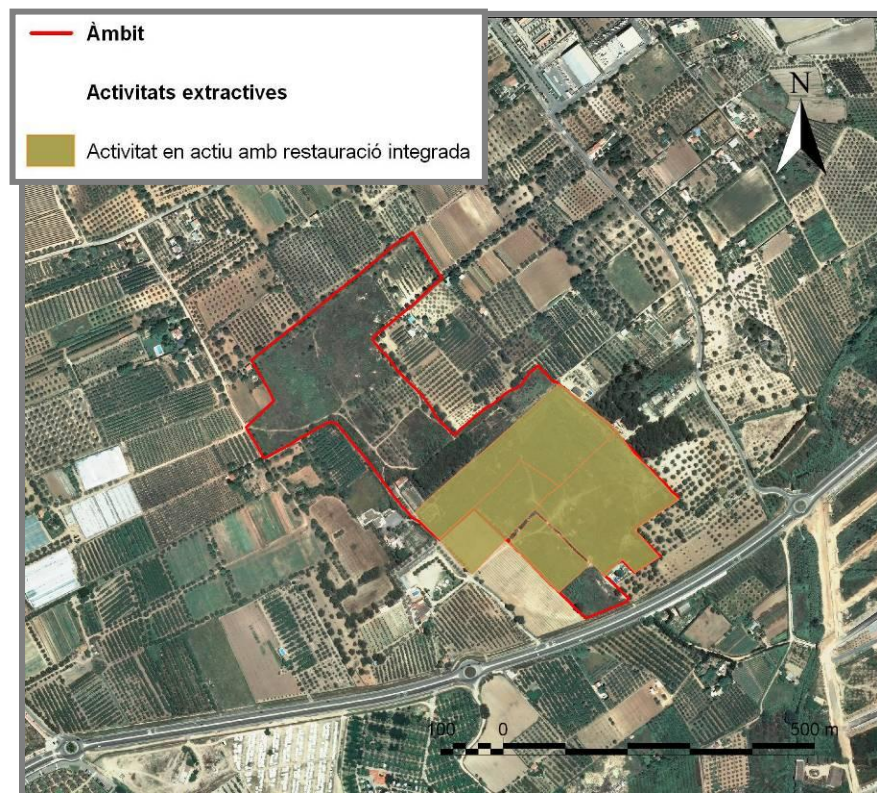 Àmbit
Activitats extractives
Activitat en actiu amb restauració integrada
N
100 0 500 m